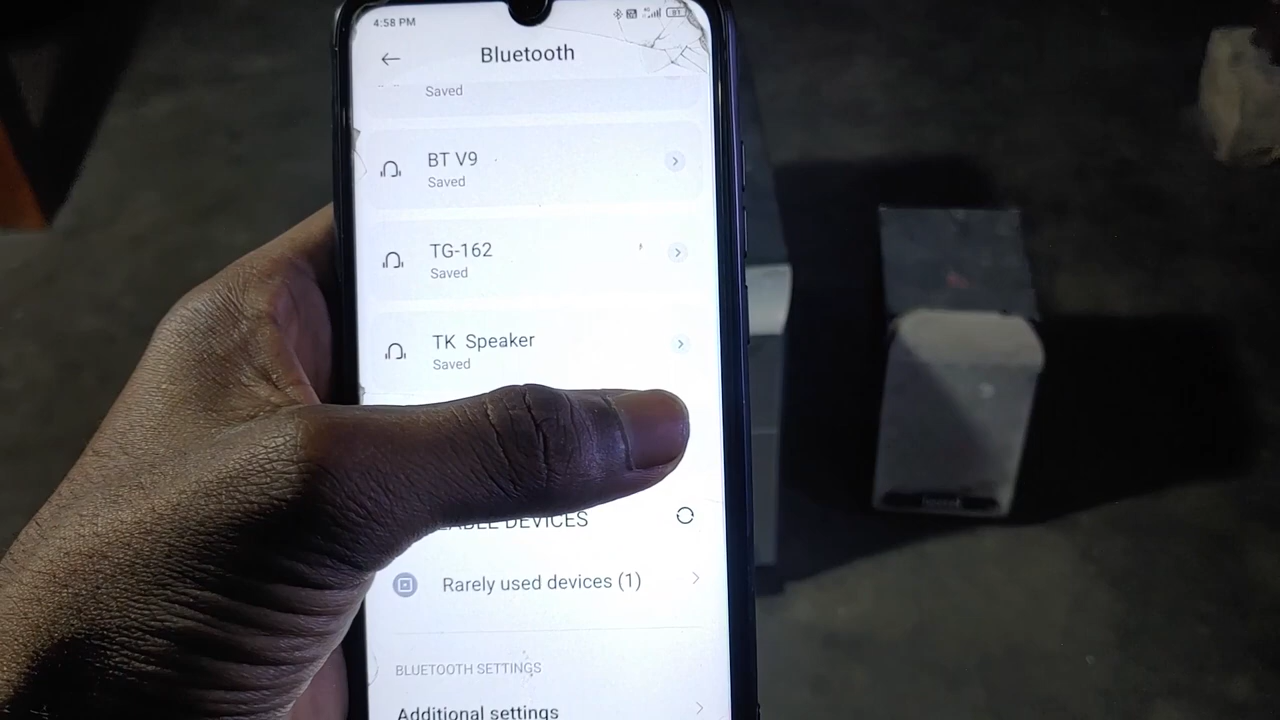 4:58 PM
91
Bluetooth
Saved
BT V9
Saved
TG-162
Saved
TK Speaker
Saved
DEVICES
Rarely used devices (1)
BLUETOOTH SETTINGS
Additional settings